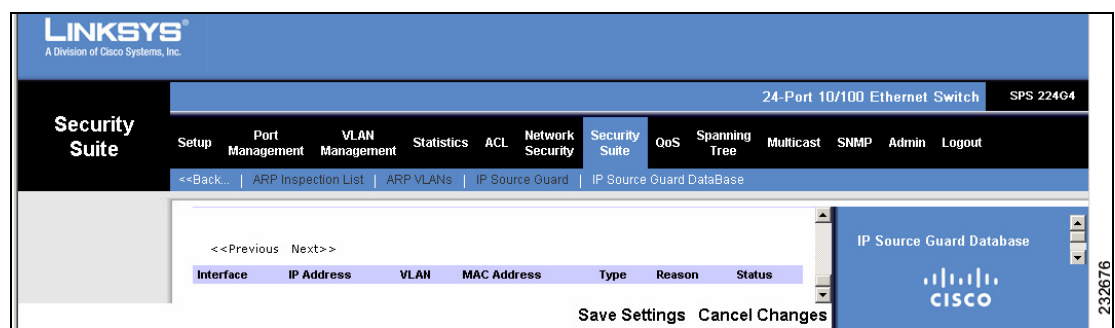 LINKSYS®
A Division of Cisco Systems, Inc.
24-Port 10/100 Ethernet Switch SPS 224G4
Security Suite
Setup Port Management VLAN Management Statistics ACL Network Security Security Suite QoS Spanning Tree Multicast SNMP Admin Logout
<<Back... | ARP Inspection List | ARP VLANs | IP Source Guard | IP Source Guard DataBase
<<Previous Next>>
Interface IP Address VLAN MAC Address Type Reason Status
IP Source Guard Database
CISCO
Save Settings Cancel Changes
232676